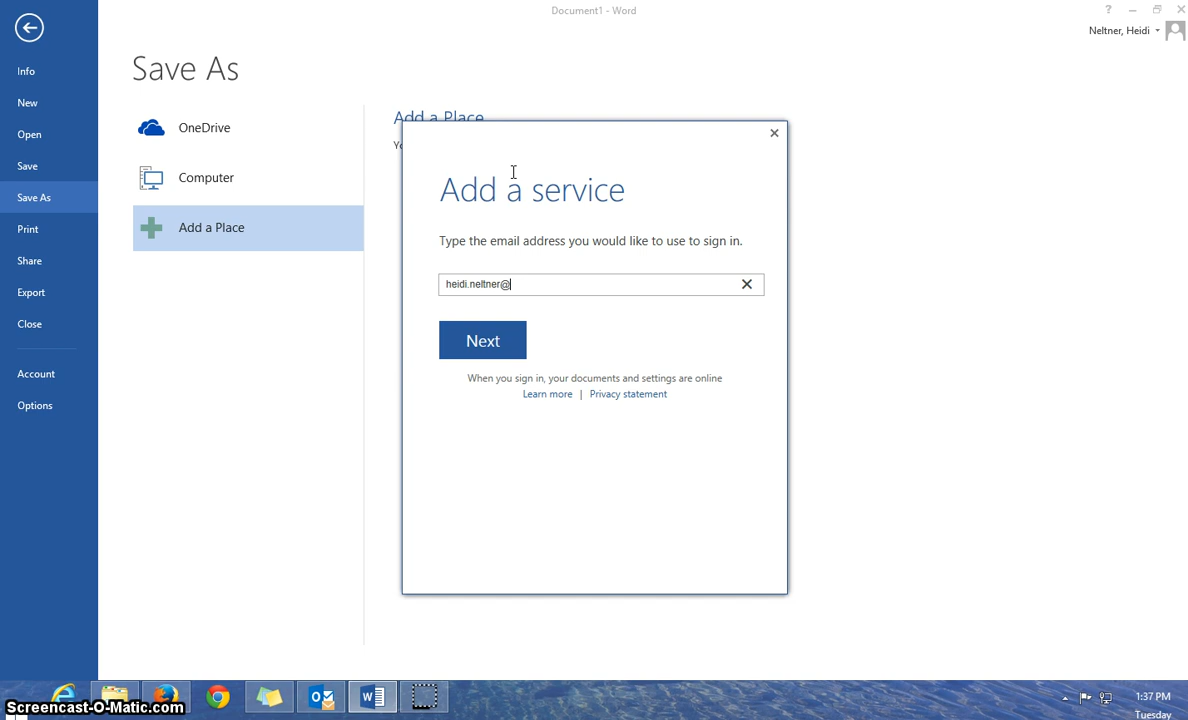 Document1 - Word
?
Neltner, Heidi
Info
New
Open
Save
Save As
Print
Share
Export
Close
Account
Options
Save As
OneDrive
Computer
Add a Place
Add a Place
Add a service
Type the email address you would like to use to sign in.
heidi.neltner@
Next
When you sign in, your documents and settings are online
Learn more | Privacy statement
Screencast-O-Matic.com
1:37 PM
Tuesday